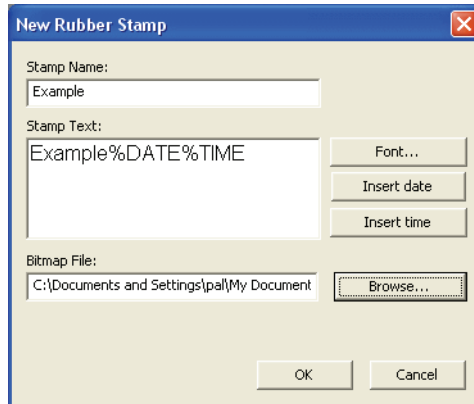 New Rubber Stamp
Stamp Name:
Example
Stamp Text:
Example%DATE%TIME
Font...
Insert date
Insert time
Bitmap File:
C:\Documents and Settings\pal\My Document
Browse...
OK
Cancel